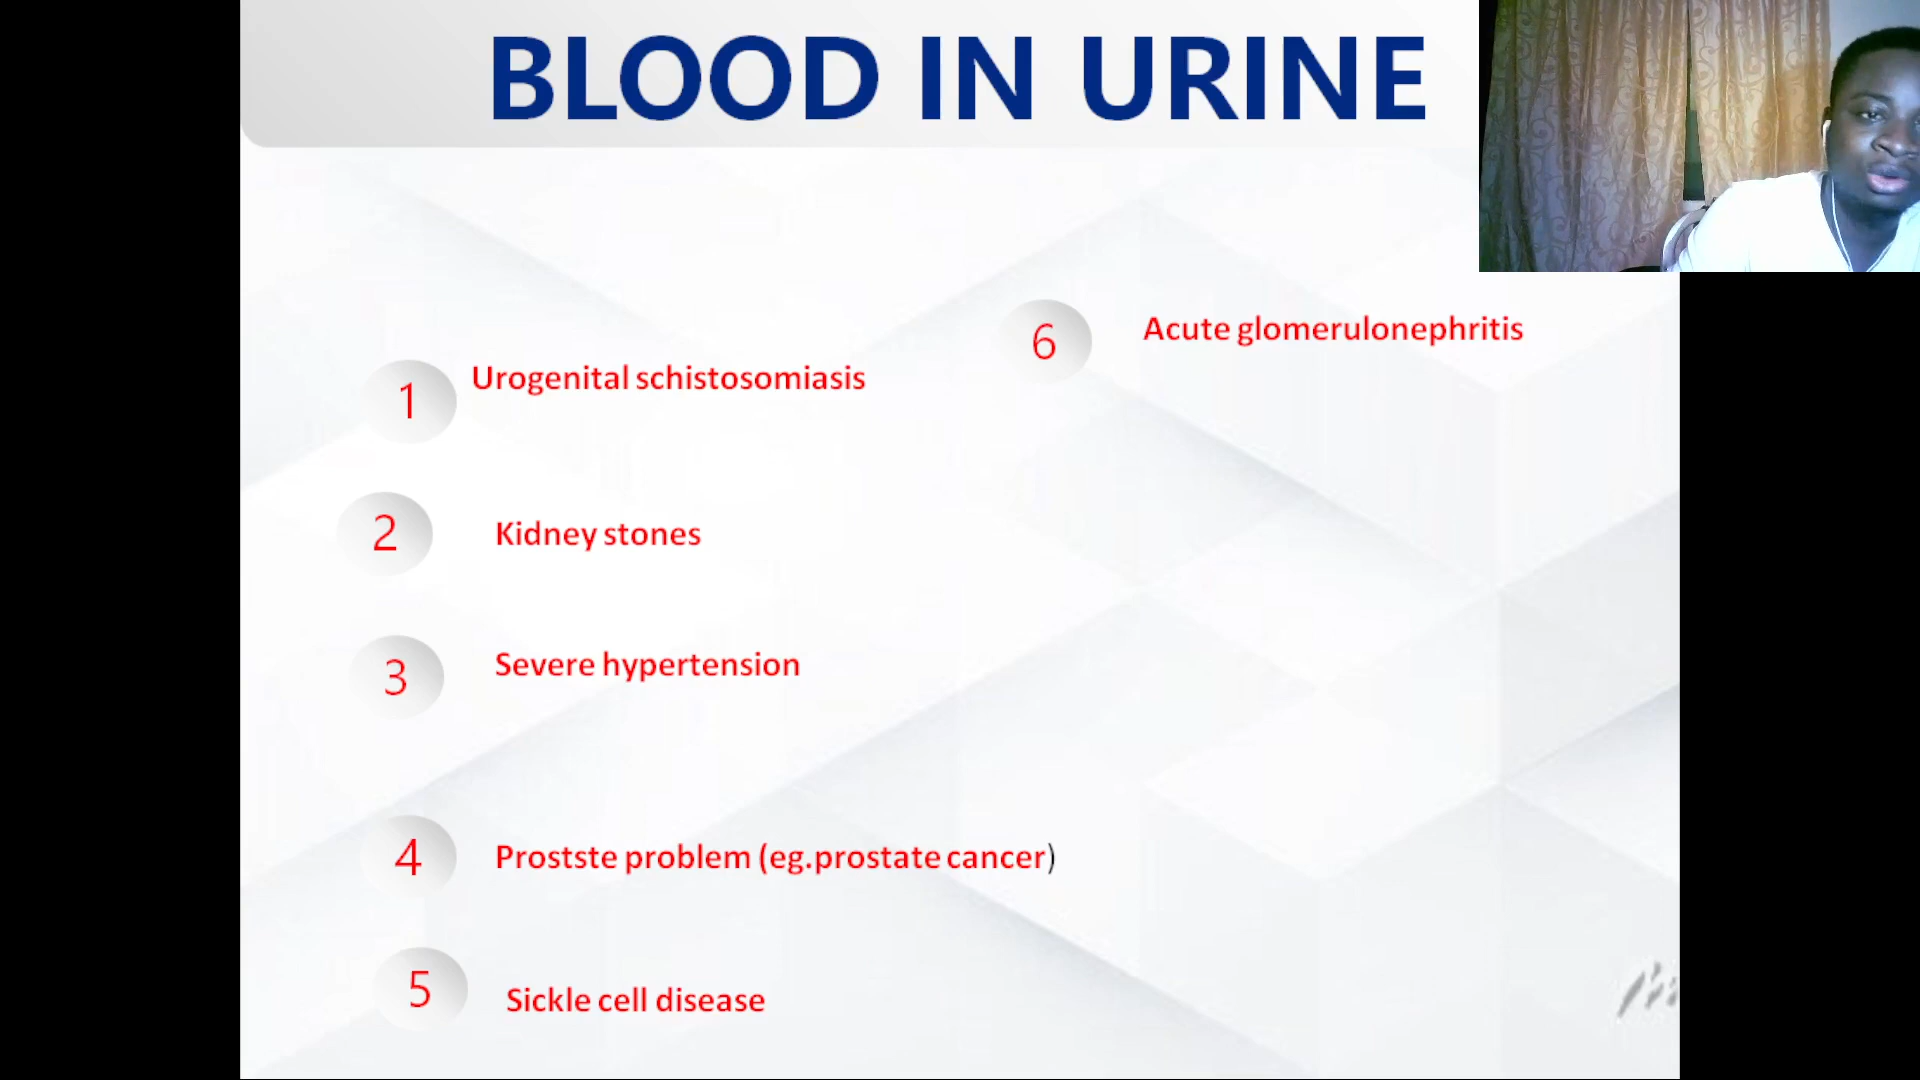 BLOOD IN URINE
1 Urogenital schistosomiasis
2 Kidney stones
3 Severe hypertension
4 Prostste problem (eg.prostate cancer)
5 Sickle cell disease
6 Acute glomerulonephritis